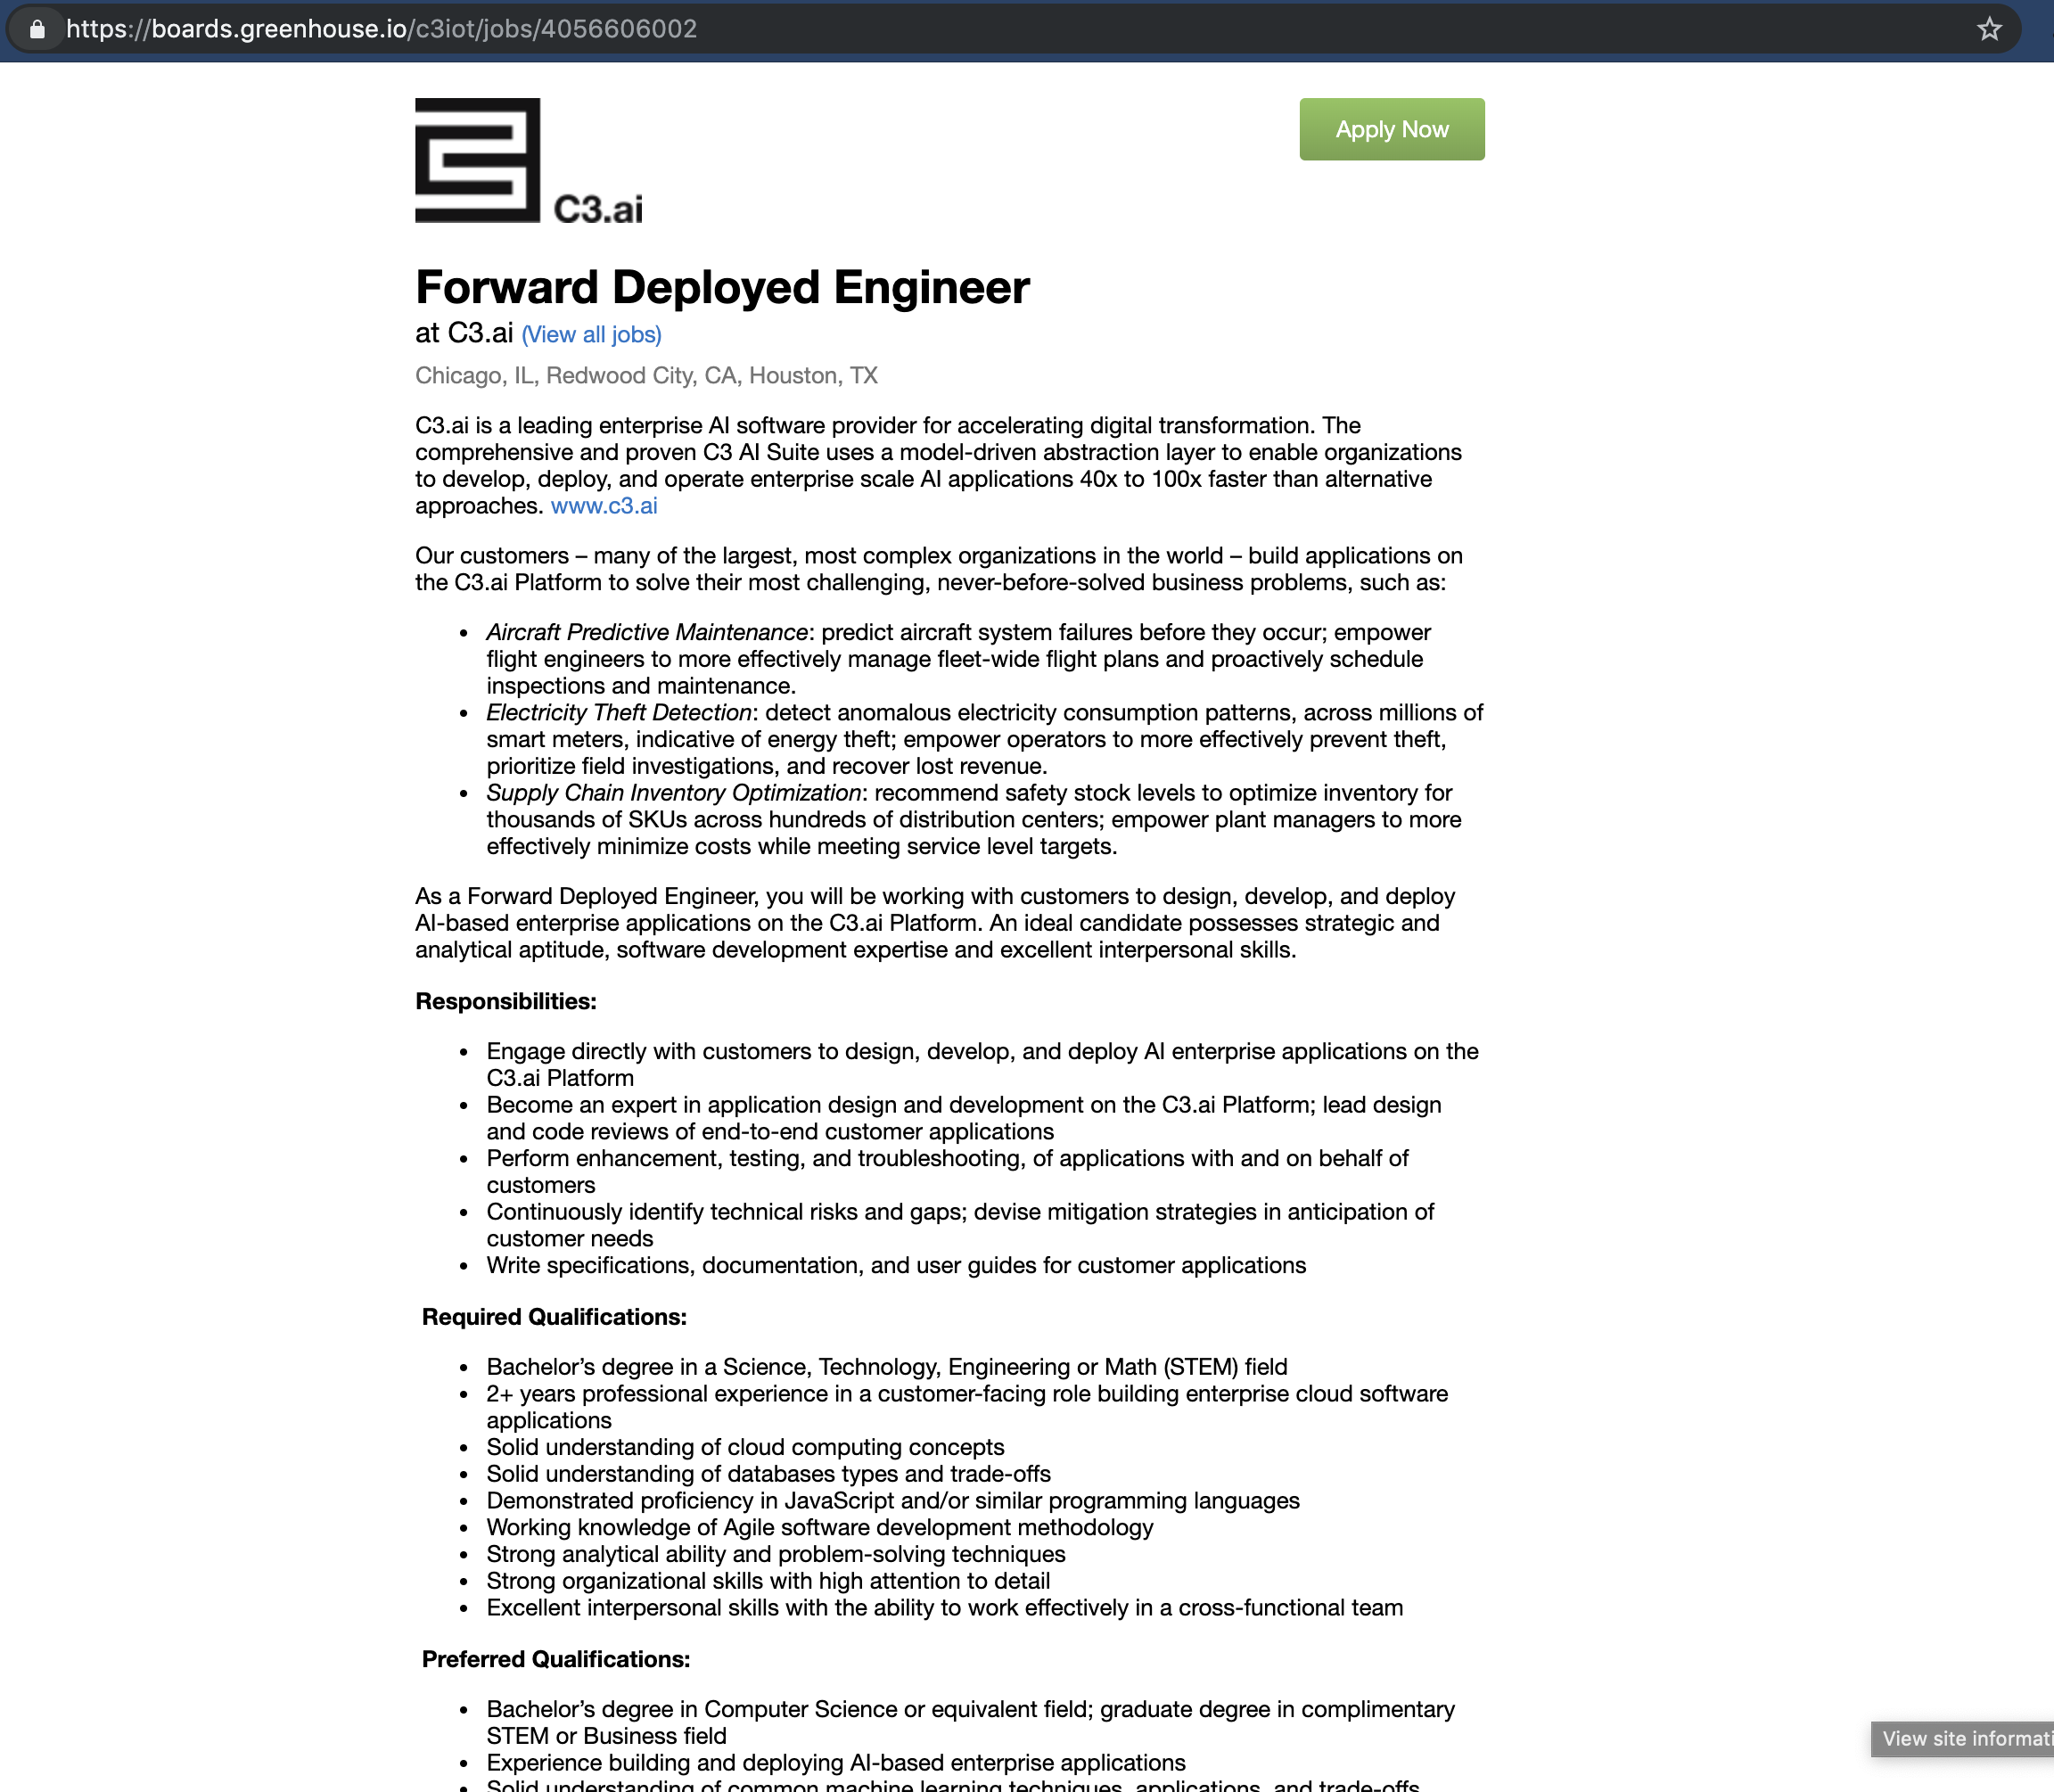 https://boards.greenhouse.io/c3iot/jobs/4056606002
Apply Now
C3.ai
Forward Deployed Engineer
at C3.ai (View all jobs)
Chicago, IL, Redwood City, CA, Houston, TX
C3.ai is a leading enterprise AI software provider for accelerating digital transformation. The
comprehensive and proven C3 AI Suite uses a model-driven abstraction layer to enable organizations
to develop, deploy, and operate enterprise scale AI applications 40x to 100x faster than alternative
approaches. www.c3.ai
Our customers – many of the largest, most complex organizations in the world – build applications on
the C3.ai Platform to solve their most challenging, never-before-solved business problems, such as:
• Aircraft Predictive Maintenance: predict aircraft system failures before they occur; empower
flight engineers to more effectively manage fleet-wide flight plans and proactively schedule
inspections and maintenance.
• Electricity Theft Detection: detect anomalous electricity consumption patterns, across millions of
smart meters, indicative of energy theft; empower operators to more effectively prevent theft,
prioritize field investigations, and recover lost revenue.
• Supply Chain Inventory Optimization: recommend safety stock levels to optimize inventory for
thousands of SKUs across hundreds of distribution centers; empower plant managers to more
effectively minimize costs while meeting service level targets.
As a Forward Deployed Engineer, you will be working with customers to design, develop, and deploy
AI-based enterprise applications on the C3.ai Platform. An ideal candidate possesses strategic and
analytical aptitude, software development expertise and excellent interpersonal skills.
Responsibilities:
• Engage directly with customers to design, develop, and deploy AI enterprise applications on the
C3.ai Platform
• Become an expert in application design and development on the C3.ai Platform; lead design
and code reviews of end-to-end customer applications
• Perform enhancement, testing, and troubleshooting, of applications with and on behalf of
customers
• Continuously identify technical risks and gaps; devise mitigation strategies in anticipation of
customer needs
• Write specifications, documentation, and user guides for customer applications
Required Qualifications:
• Bachelor’s degree in a Science, Technology, Engineering or Math (STEM) field
• 2+ years professional experience in a customer-facing role building enterprise cloud software
applications
• Solid understanding of cloud computing concepts
• Solid understanding of databases types and trade-offs
• Demonstrated proficiency in JavaScript and/or similar programming languages
• Working knowledge of Agile software development methodology
• Strong analytical ability and problem-solving techniques
• Strong organizational skills with high attention to detail
• Excellent interpersonal skills with the ability to work effectively in a cross-functional team
Preferred Qualifications:
• Bachelor’s degree in Computer Science or equivalent field; graduate degree in complimentary
STEM or Business field
• Experience building and deploying AI-based enterprise applications
• Solid understanding of common machine learning techniques, applications, and trade-offs
View site informati